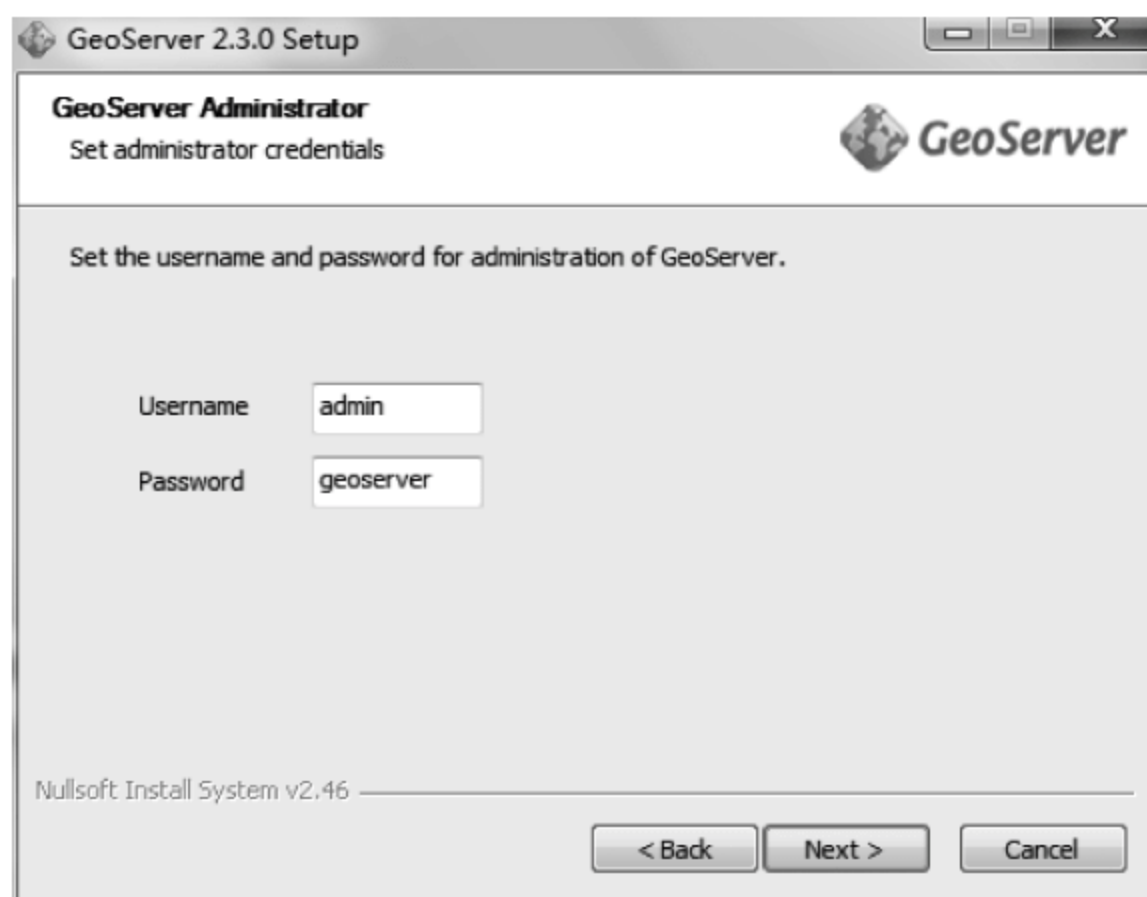 GeoServer 2.3.0 Setup
X
GeoServer Administrator
Set administrator credentials
GeoServer
Set the username and password for administration of GeoServer.
Username admin
Password geoserver
Nullsoft Install System v2.46
< Back Next > Cancel